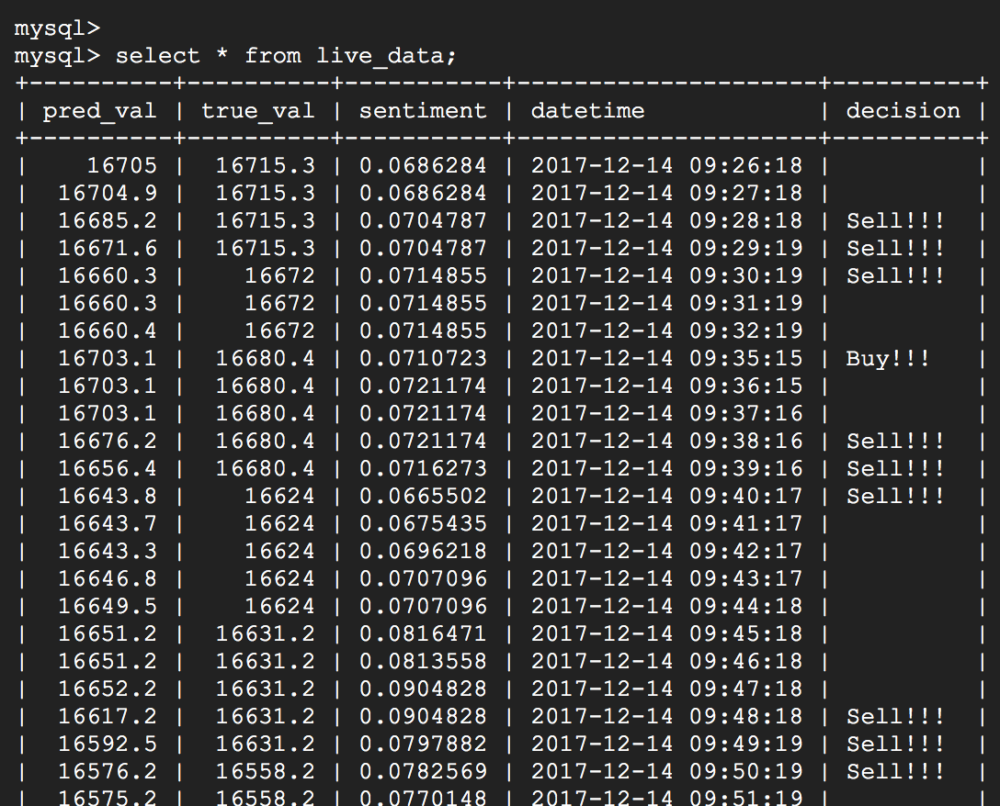 mysql>
mysql> select * from live_data;
+----------+----------+-----------+---------------------+----------+
| pred_val | true_val | sentiment | datetime            | decision |
+----------+----------+-----------+---------------------+----------+
|    16705 |  16715.3 | 0.0686284 | 2017-12-14 09:26:18 |          |
|  16704.9 |  16715.3 | 0.0686284 | 2017-12-14 09:27:18 |          |
|  16685.2 |  16715.3 | 0.0704787 | 2017-12-14 09:28:18 | Sell!!!  |
|  16671.6 |  16715.3 | 0.0704787 | 2017-12-14 09:29:19 | Sell!!!  |
|  16660.3 |    16672 | 0.0714855 | 2017-12-14 09:30:19 | Sell!!!  |
|  16660.3 |    16672 | 0.0714855 | 2017-12-14 09:31:19 |          |
|  16660.4 |    16672 | 0.0714855 | 2017-12-14 09:32:19 |          |
|  16703.1 |  16680.4 | 0.0710723 | 2017-12-14 09:35:15 | Buy!!!   |
|  16703.1 |  16680.4 | 0.0721174 | 2017-12-14 09:36:15 |          |
|  16703.1 |  16680.4 | 0.0721174 | 2017-12-14 09:37:16 |          |
|  16676.2 |  16680.4 | 0.0721174 | 2017-12-14 09:38:16 | Sell!!!  |
|  16656.4 |  16680.4 | 0.0716273 | 2017-12-14 09:39:16 | Sell!!!  |
|  16643.8 |    16624 | 0.0665502 | 2017-12-14 09:40:17 | Sell!!!  |
|  16643.7 |    16624 | 0.0675435 | 2017-12-14 09:41:17 |          |
|  16643.3 |    16624 | 0.0696218 | 2017-12-14 09:42:17 |          |
|  16646.8 |    16624 | 0.0707096 | 2017-12-14 09:43:17 |          |
|  16649.5 |    16624 | 0.0707096 | 2017-12-14 09:44:18 |          |
|  16651.2 |  16631.2 | 0.0816471 | 2017-12-14 09:45:18 |          |
|  16651.2 |  16631.2 | 0.0813558 | 2017-12-14 09:46:18 |          |
|  16652.2 |  16631.2 | 0.0904828 | 2017-12-14 09:47:18 |          |
|  16617.2 |  16631.2 | 0.0904828 | 2017-12-14 09:48:18 | Sell!!!  |
|  16592.5 |  16631.2 | 0.0797882 | 2017-12-14 09:49:19 | Sell!!!  |
|  16576.2 |  16558.2 | 0.0782569 | 2017-12-14 09:50:19 | Sell!!!  |
|  16575.2 |  16558.2 | 0.0770148 | 2017-12-14 09:51:19 |          |